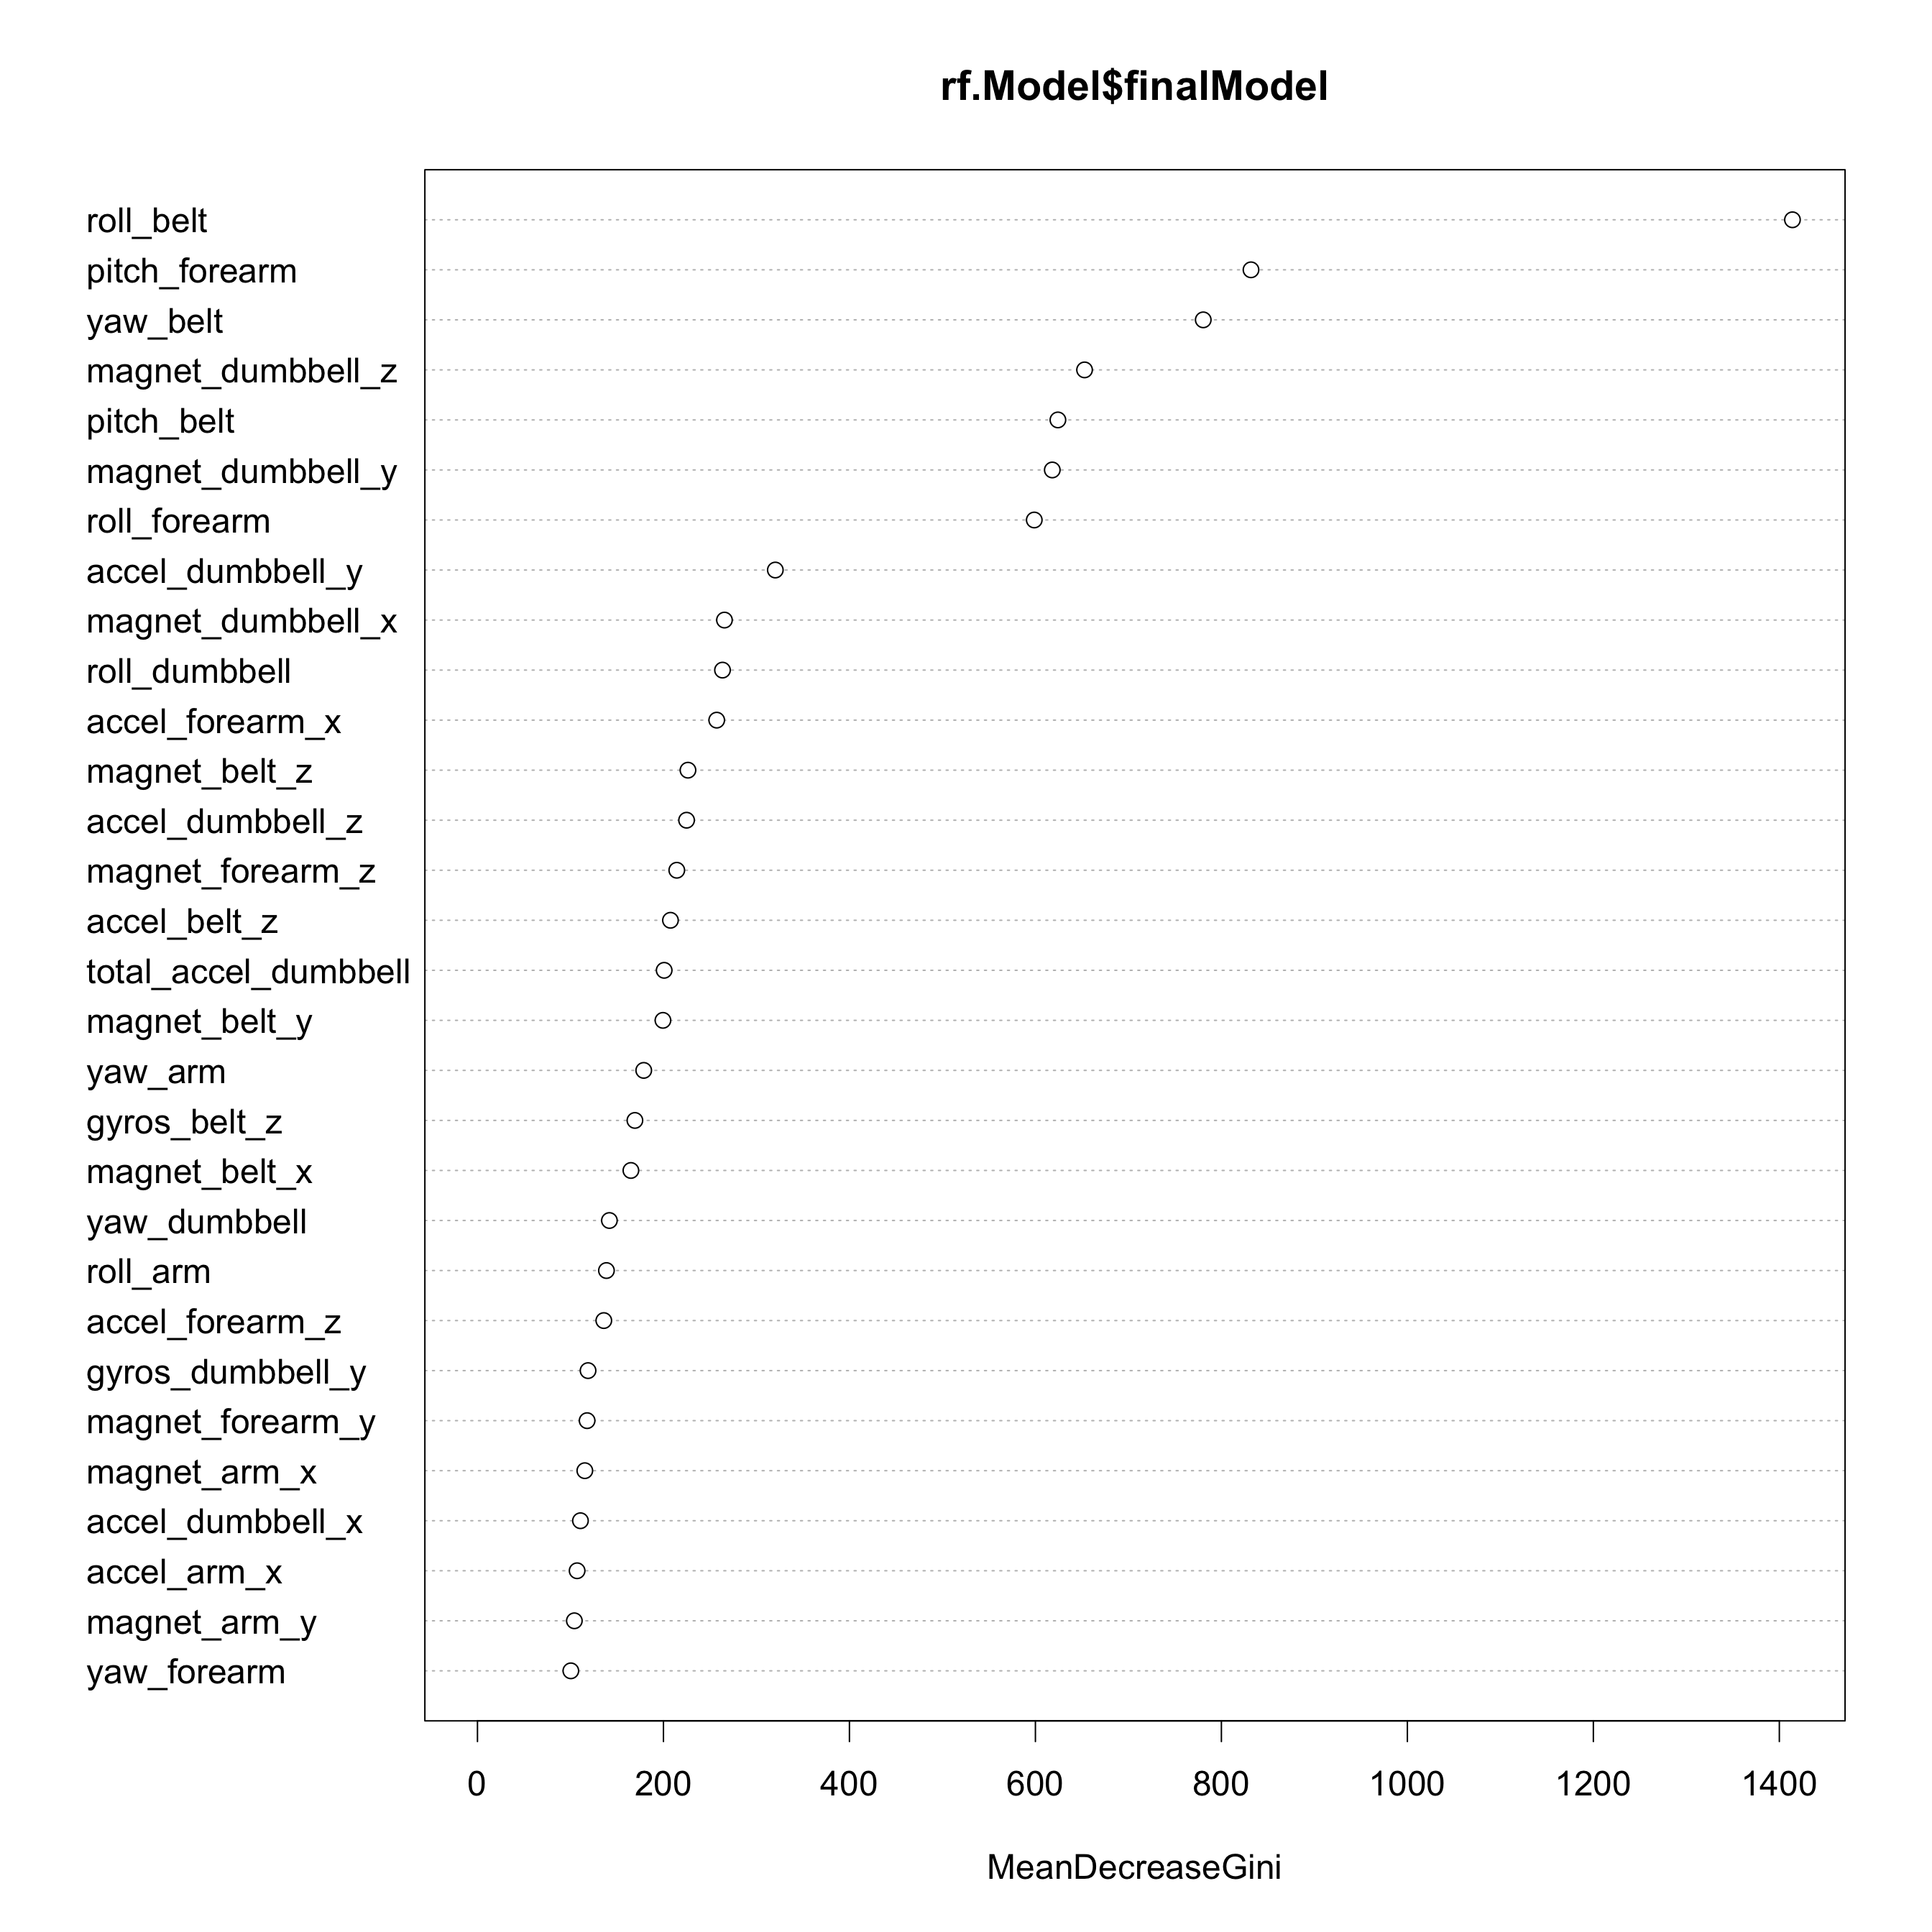 rf.Model$finalModel
roll_belt
pitch_forearm
yaw_belt
magnet_dumbbell_z
pitch_belt
magnet_dumbbell_y
roll_forearm
accel_dumbbell_y
magnet_dumbbell_x
roll_dumbbell
accel_forearm_x
magnet_belt_z
accel_dumbbell_z
magnet_forearm_z
accel_belt_z
total_accel_dumbbell
magnet_belt_y
yaw_arm
gyros_belt_z
magnet_belt_x
yaw_dumbbell
roll_arm
accel_forearm_z
gyros_dumbbell_y
magnet_forearm_y
magnet_arm_x
accel_dumbbell_x
accel_arm_x
magnet_arm_y
yaw_forearm
0 200 400 600 800 1000 1200 1400
MeanDecreaseGini